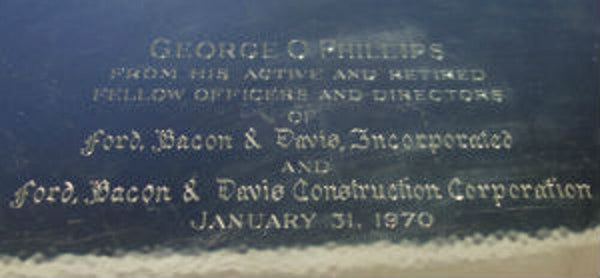 GEORGE O PHILLIPS
FROM HIS ACTIVE AND RETIRED
FELLOW OFFICERS AND DIRECTORS
OF
Ford, Bacon & Davis, Incorporated
AND
Ford, Bacon & Davis Construction Corporation
JANUARY 31, 1970